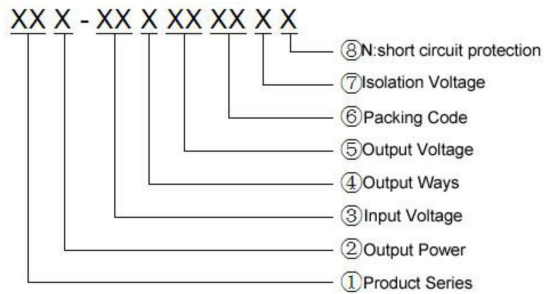 XX X - XX X XX XX X X
⑧N:short circuit protection
⑦Isolation Voltage
⑥Packing Code
⑤Output Voltage
④Output Ways
③Input Voltage
②Output Power
①Product Series